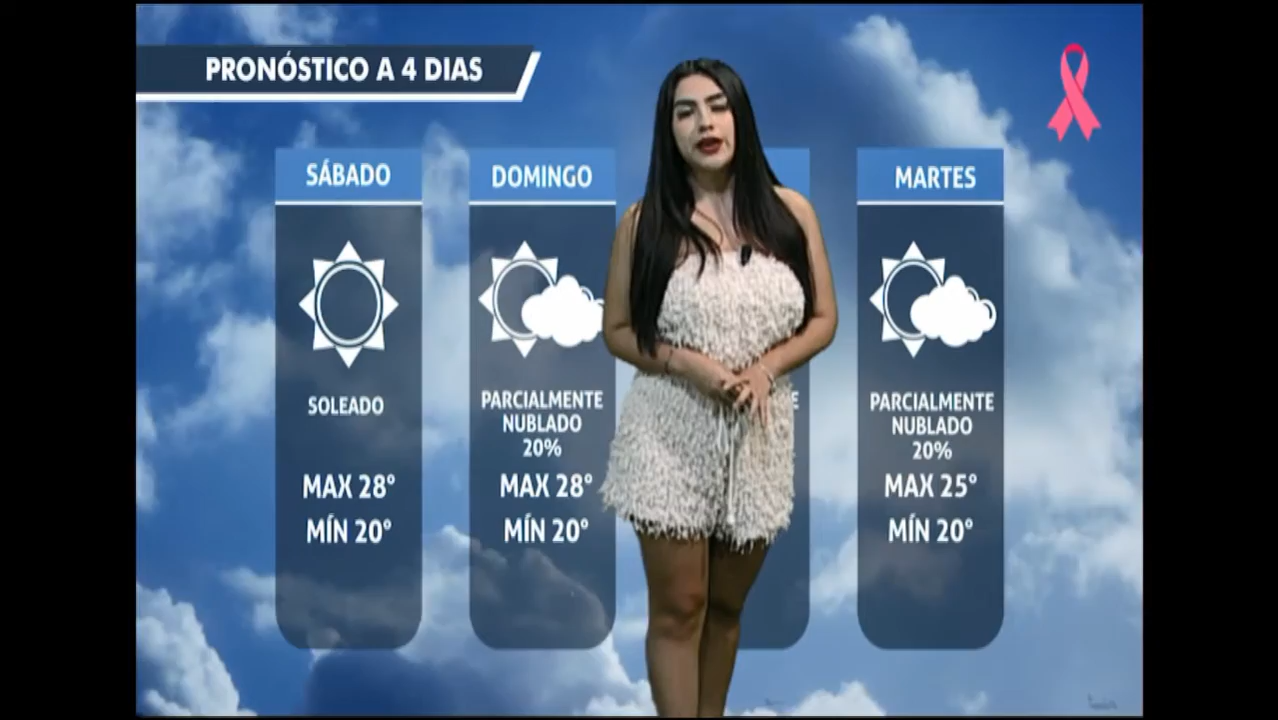 PRONÓSTICO A 4 DIAS
SÁBADO
SOLEADO
MAX 28°
MÍN 20°
DOMINGO
PARCIALMENTE
NUBLADO
20%
MAX 28°
MÍN 20°
MARTES
PARCIALMENTE
NUBLADO
20%
MAX 25°
MÍN 20°